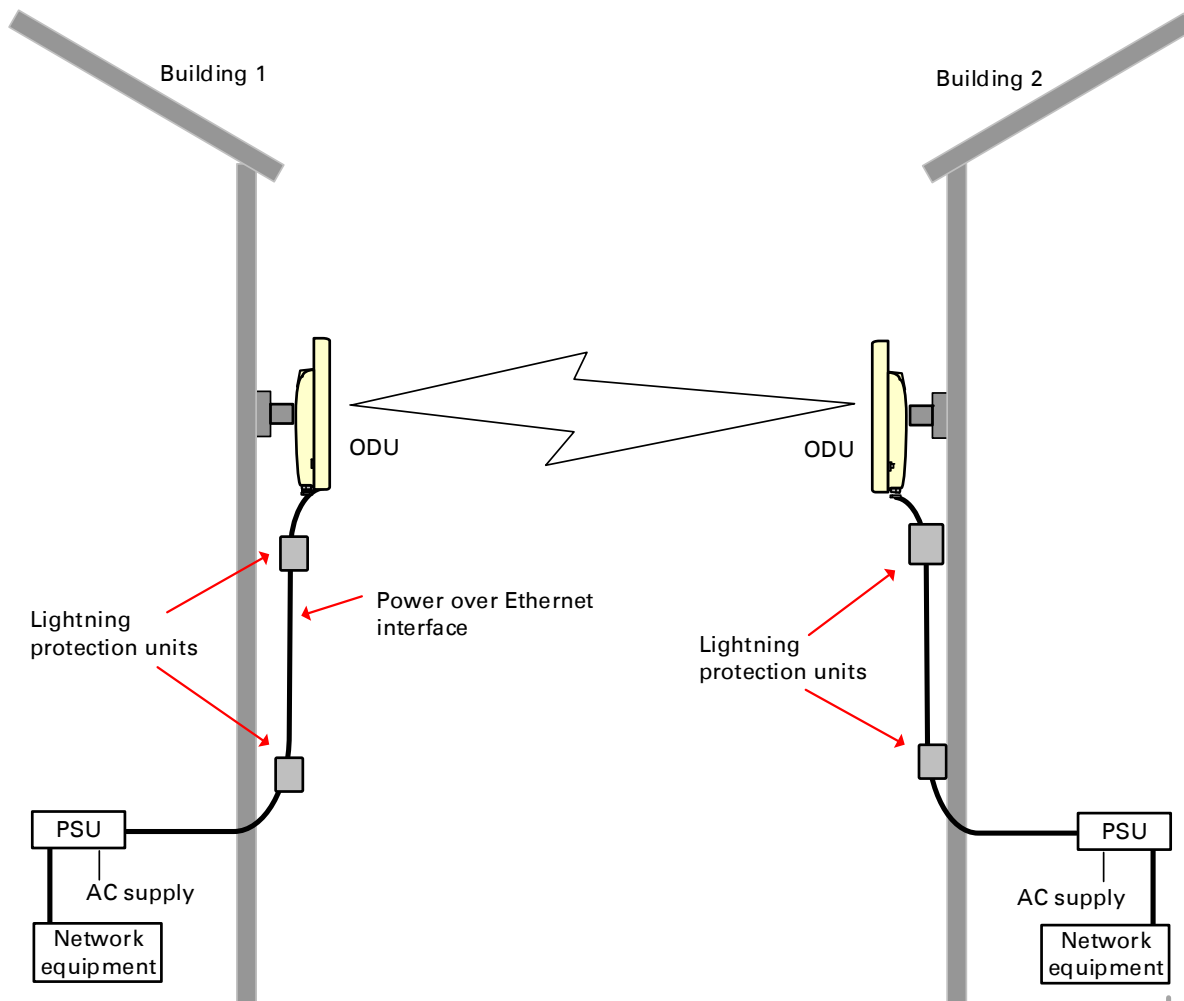 Building 1
Building 2
ODU
ODU
Lightning
protection units
Power over Ethernet
interface
Lightning
protection units
PSU
AC supply
Network
equipment
PSU
AC supply
Network
equipment